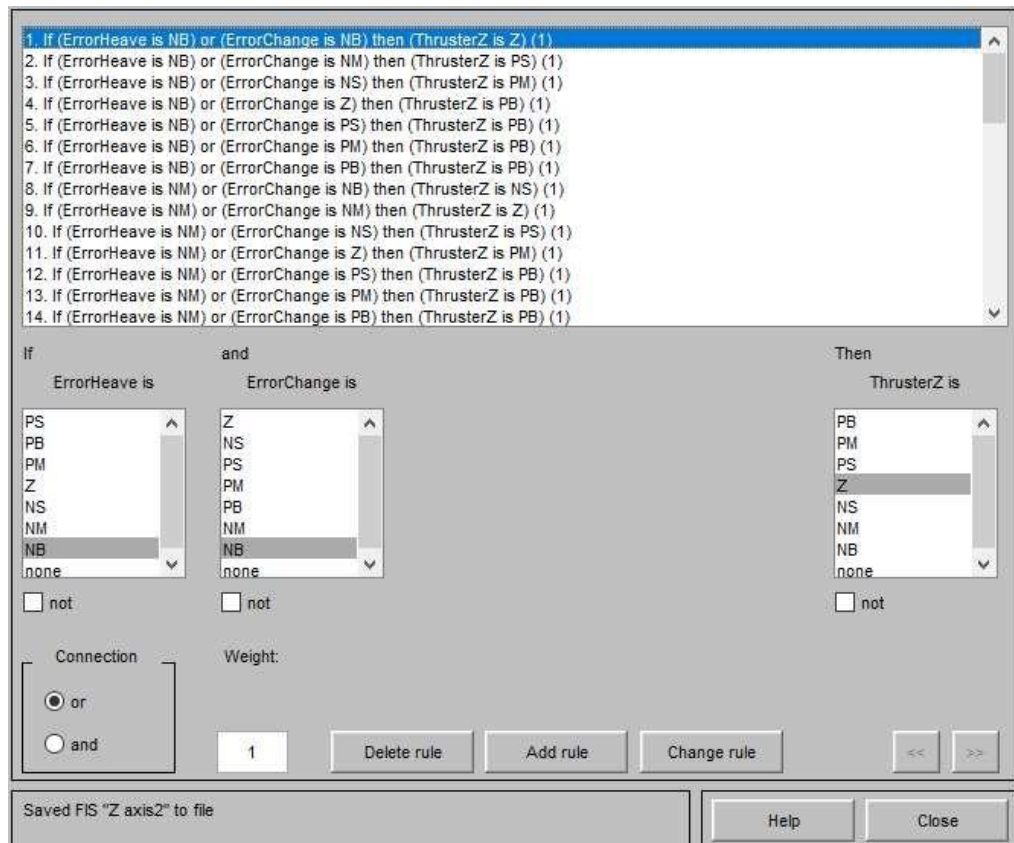 1. If (ErrorHeave is NB) or (ErrorChange is NB) then (ThrusterZ is Z) (1)
2. If (ErrorHeave is NB) or (ErrorChange is NM) then (ThrusterZ is PS) (1)
3. If (ErrorHeave is NB) or (ErrorChange is NS) then (ThrusterZ is PM) (1)
4. If (ErrorHeave is NB) or (ErrorChange is Z) then (ThrusterZ is PB) (1)
5. If (ErrorHeave is NB) or (ErrorChange is PS) then (ThrusterZ is PB) (1)
6. If (ErrorHeave is NB) or (ErrorChange is PM) then (ThrusterZ is PB) (1)
7. If (ErrorHeave is NB) or (ErrorChange is PB) then (ThrusterZ is PB) (1)
8. If (ErrorHeave is NM) or (ErrorChange is NB) then (ThrusterZ is NS) (1)
9. If (ErrorHeave is NM) or (ErrorChange is NM) then (ThrusterZ is Z) (1)
10. If (ErrorHeave is NM) or (ErrorChange is NS) then (ThrusterZ is PS) (1)
11. If (ErrorHeave is NM) or (ErrorChange is Z) then (ThrusterZ is PM) (1)
12. If (ErrorHeave is NM) or (ErrorChange is PS) then (ThrusterZ is PB) (1)
13. If (ErrorHeave is NM) or (ErrorChange is PM) then (ThrusterZ is PB) (1)
14. If (ErrorHeave is NM) or (ErrorChange is PB) then (ThrusterZ is PB) (1)
If and Then
ErrorHeave is ErrorChange is ThrusterZ is
PS Z PB
PB NS PM
PM PS PS
Z PM Z
NS PB NS
NM NM NM
NB NB NB
none none none
not not not
Connection Weight:
or
and 1 Delete rule Add rule Change rule << >>
Saved FIS "Z axis2" to file Help Close